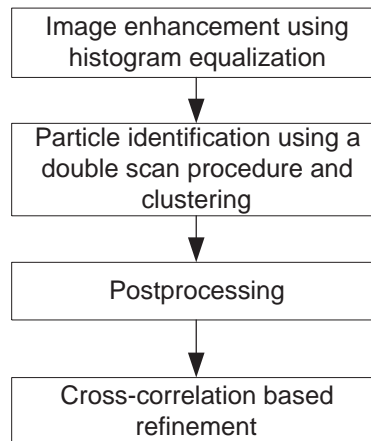 Image enhancement using
histogram equalization
Particle identification using a
double scan procedure and
clustering
Postprocessing
Cross-correlation based
refinement